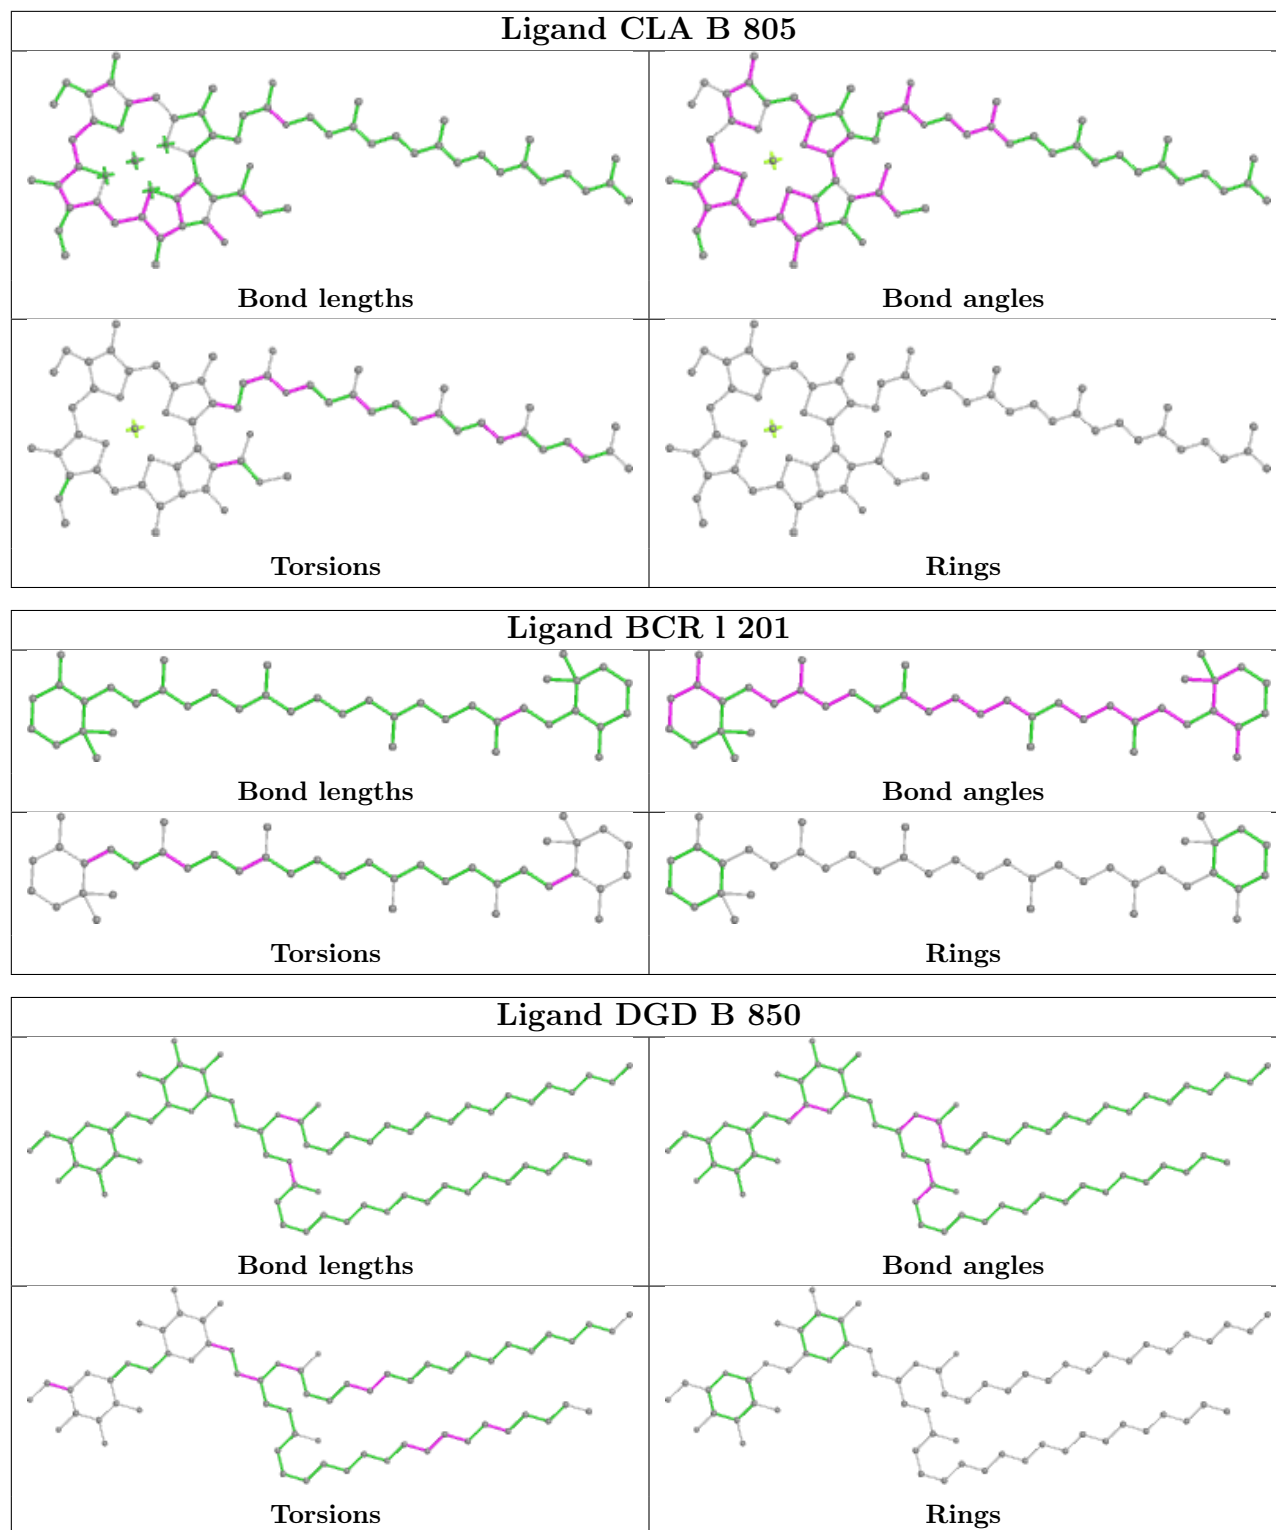 Ligand CLA B 805
Bond lengths
Bond angles
Torsions
Rings
Ligand BCR l 201
Bond lengths
Bond angles
Torsions
Rings
Ligand DGD B 850
Bond lengths
Bond angles
Torsions
Rings